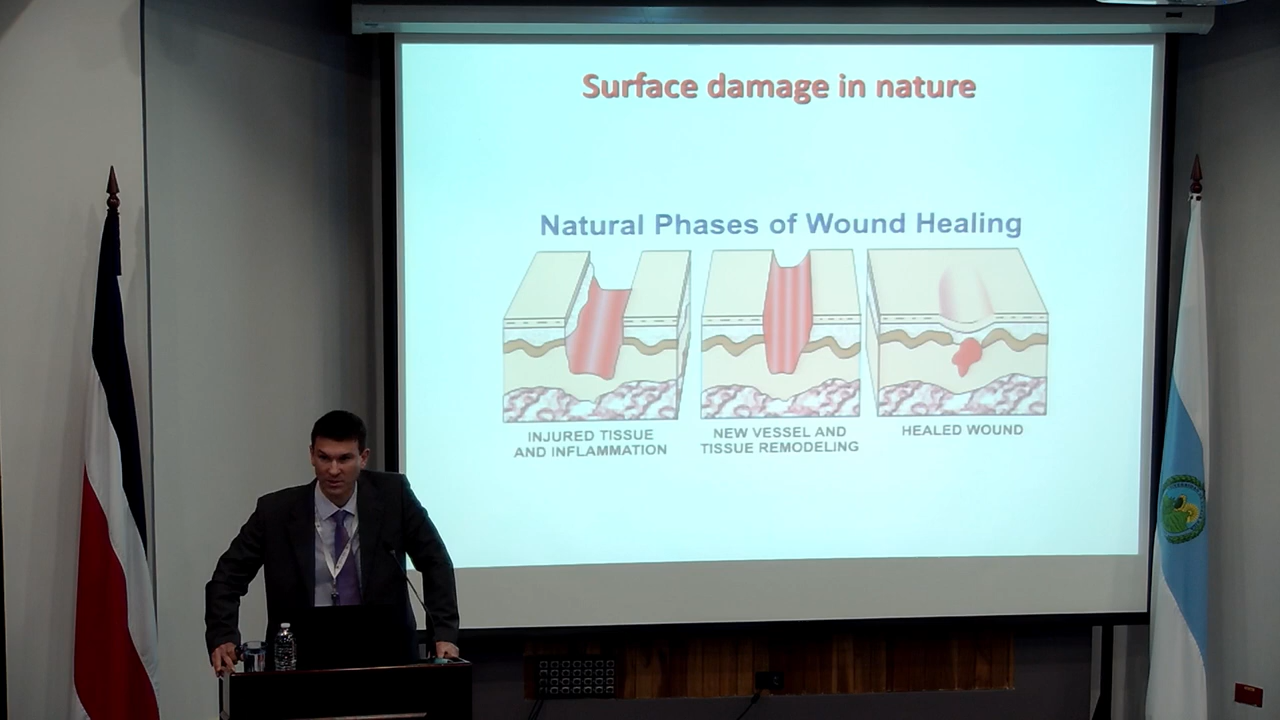 Surface damage in nature
Natural Phases of Wound Healing
INJURED TISSUE
AND INFLAMMATION
NEW VESSEL AND
TISSUE REMODELING
HEALED WOUND